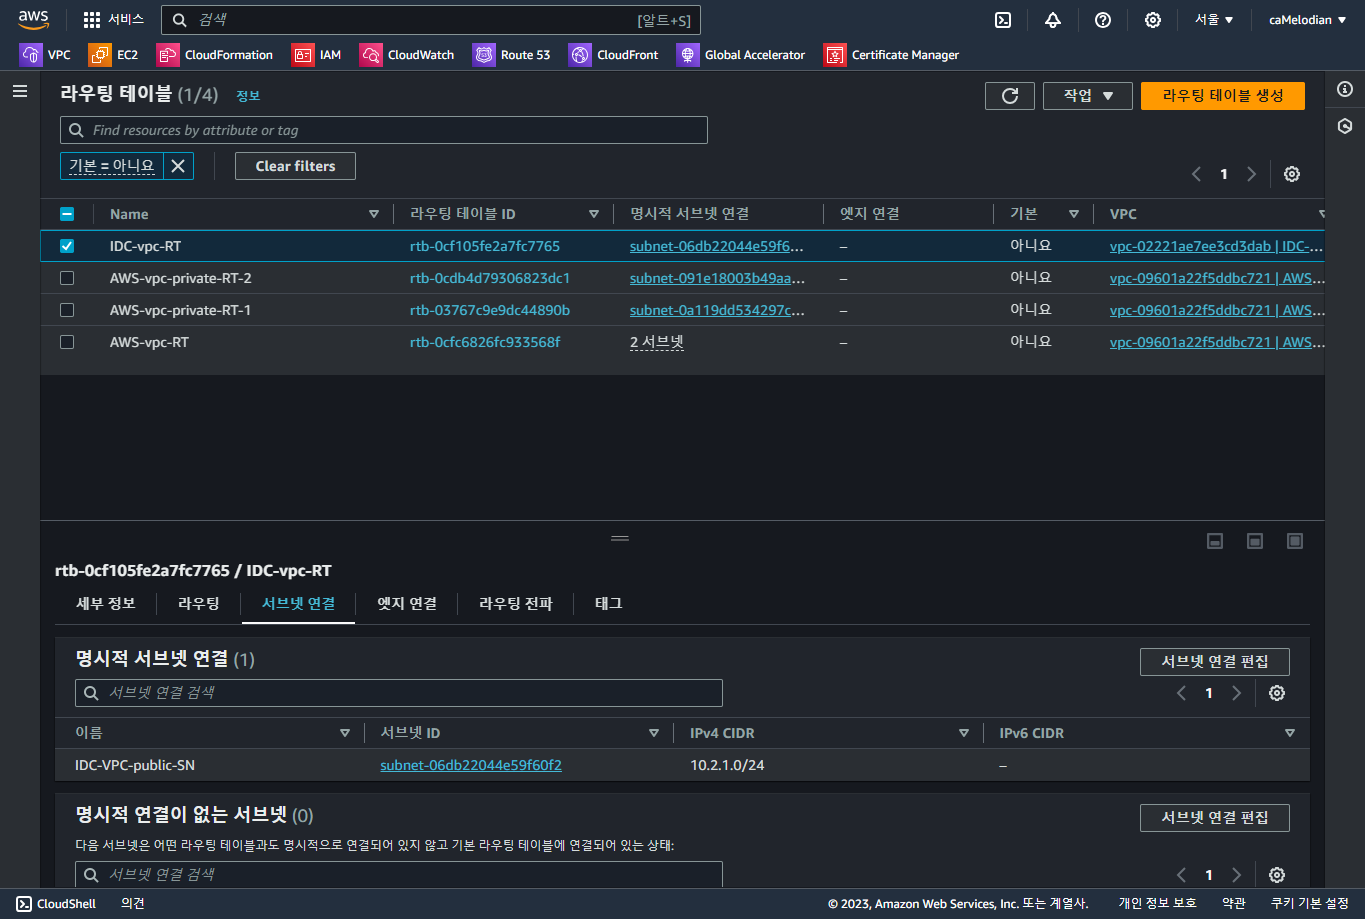 aws 서비스 검색 [알트+S] 서울 ▼ caMelodian ▼
VPC EC2 CloudFormation IAM CloudWatch Route 53 CloudFront Global Accelerator Certificate Manager
라우팅 테이블 (1/4) 정보 작업 ▼ 라우팅 테이블 생성
Find resources by attribute or tag
기본 = 아니요 Clear filters
1
Name 라우팅 테이블 ID 명시적 서브넷 연결 엣지 연결 기본 VPC
IDC-vpc-RT rtb-0cf105fe2a7fc7765 subnet-06db22044e59f6... – 아니요 vpc-02221ae7ee3cd3dab | IDC-...
AWS-vpc-private-RT-2 rtb-0cdb4d79306823dc1 subnet-091e18003b49aa... – 아니요 vpc-09601a22f5ddbc721 | AWS...
AWS-vpc-private-RT-1 rtb-03767c9e9dc44890b subnet-0a119dd534297c... – 아니요 vpc-09601a22f5ddbc721 | AWS...
AWS-vpc-RT rtb-0cfc6826fc933568f 2 서브넷 – 아니요 vpc-09601a22f5ddbc721 | AWS...
rtb-0cf105fe2a7fc7765 / IDC-vpc-RT
세부 정보 라우팅 서브넷 연결 엣지 연결 라우팅 전파 태그
명시적 서브넷 연결 (1) 서브넷 연결 편집
서브넷 연결 검색 1
이름 서브넷 ID IPv4 CIDR IPv6 CIDR
IDC-VPC-public-SN subnet-06db22044e59f60f2 10.2.1.0/24 –
명시적 연결이 없는 서브넷 (0) 서브넷 연결 편집
다음 서브넷은 어떤 라우팅 테이블과도 명시적으로 연결되어 있지 않고 기본 라우팅 테이블에 연결되어 있는 상태:
서브넷 연결 검색 1
CloudShell 의견 © 2023, Amazon Web Services, Inc. 또는 계열사. 개인 정보 보호 약관 쿠키 기본 설정